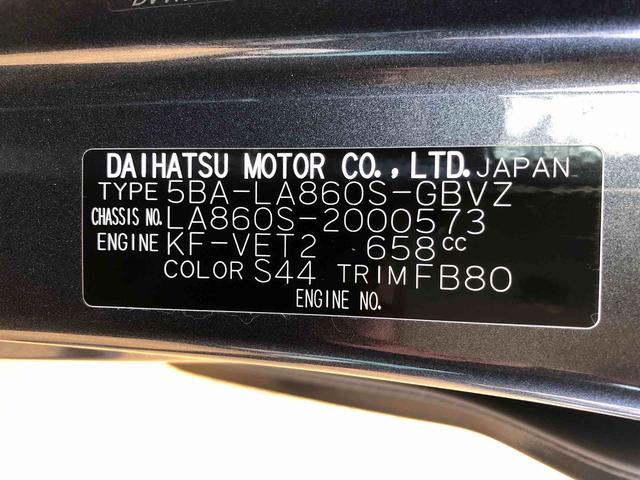 DAIHATSU MOTOR CO.,LTD. JAPAN
TYPE 5BA-LA860S-GBVZ
CHASSIS NO. LA860S-2000573
ENGINE KF-VET2 658cc
COLOR S44 TRIM FB80
ENGINE NO.